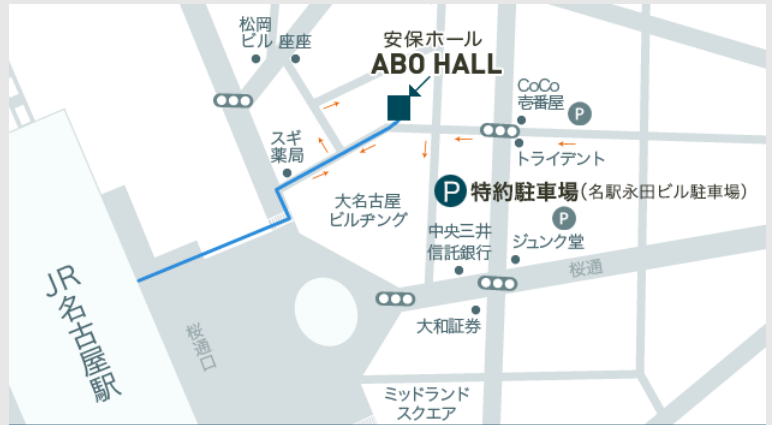 松岡
ビル
座座
安保ホール
ABO HALL
CoCo
壱番屋
P
スギ
薬局
トライデント
大名古屋
ビルヂング
P 特約駐車場(名駅永田ビル駐車場)
P
中央三井
信託銀行
ジュンク堂
桜通
大和証券
JR名古屋駅
桜通口
ミッドランド
スクエア